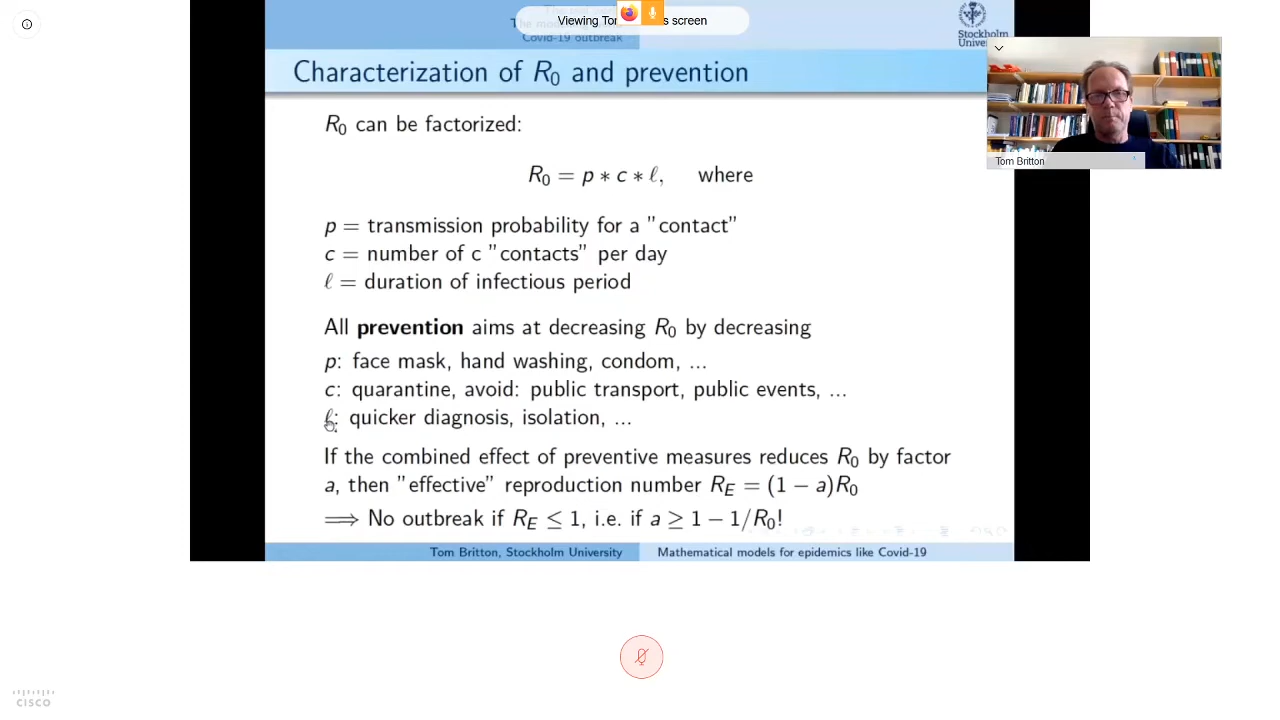 Viewing Tom
s screen
Covid-19 outbreak
Stockholm
University
Characterization of R₀ and prevention
Tom Britton
R₀ can be factorized:
R₀ = p ∗ c ∗ ℓ, where
p = transmission probability for a "contact"
c = number of c "contacts" per day
ℓ = duration of infectious period
All prevention aims at decreasing R₀ by decreasing
p: face mask, hand washing, condom, ...
c: quarantine, avoid: public transport, public events, ...
ℓ: quicker diagnosis, isolation, ...
If the combined effect of preventive measures reduces R₀ by factor
a, then "effective" reproduction number R_E = (1 − a)R₀
⟹ No outbreak if R_E ≤ 1, i.e. if a ≥ 1 − 1/R₀!
Tom Britton, Stockholm University
Mathematical models for epidemics like Covid-19
CISCO